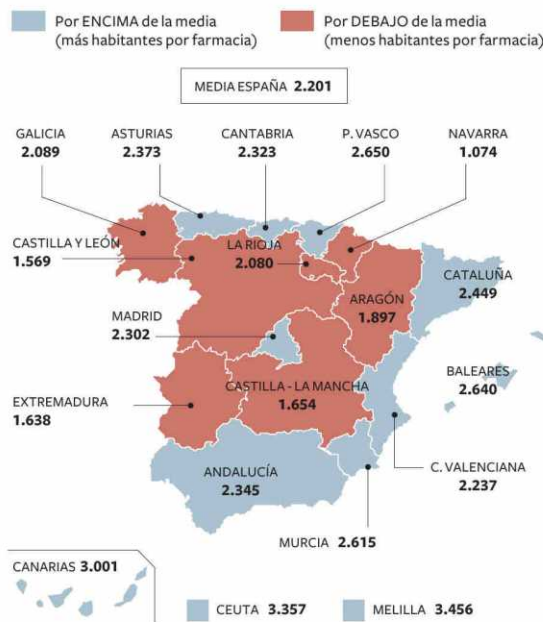 Por ENCIMA de la media
(más habitantes por farmacia)
Por DEBAJO de la media
(menos habitantes por farmacia)
MEDIA ESPAÑA 2.201
GALICIA
2.089
ASTURIAS
2.373
CANTABRIA
2.323
P. VASCO
2.650
NAVARRA
1.074
CASTILLA Y LEÓN
1.569
LA RIOJA
2.080
CATALUÑA
2.449
ARAGÓN
1.897
MADRID
2.302
BALEARES
2.640
CASTILLA - LA MANCHA
1.654
EXTREMADURA
1.638
ANDALUCÍA
2.345
C. VALENCIANA
2.237
MURCIA 2.615
CANARIAS 3.001
CEUTA 3.357
MELILLA 3.456